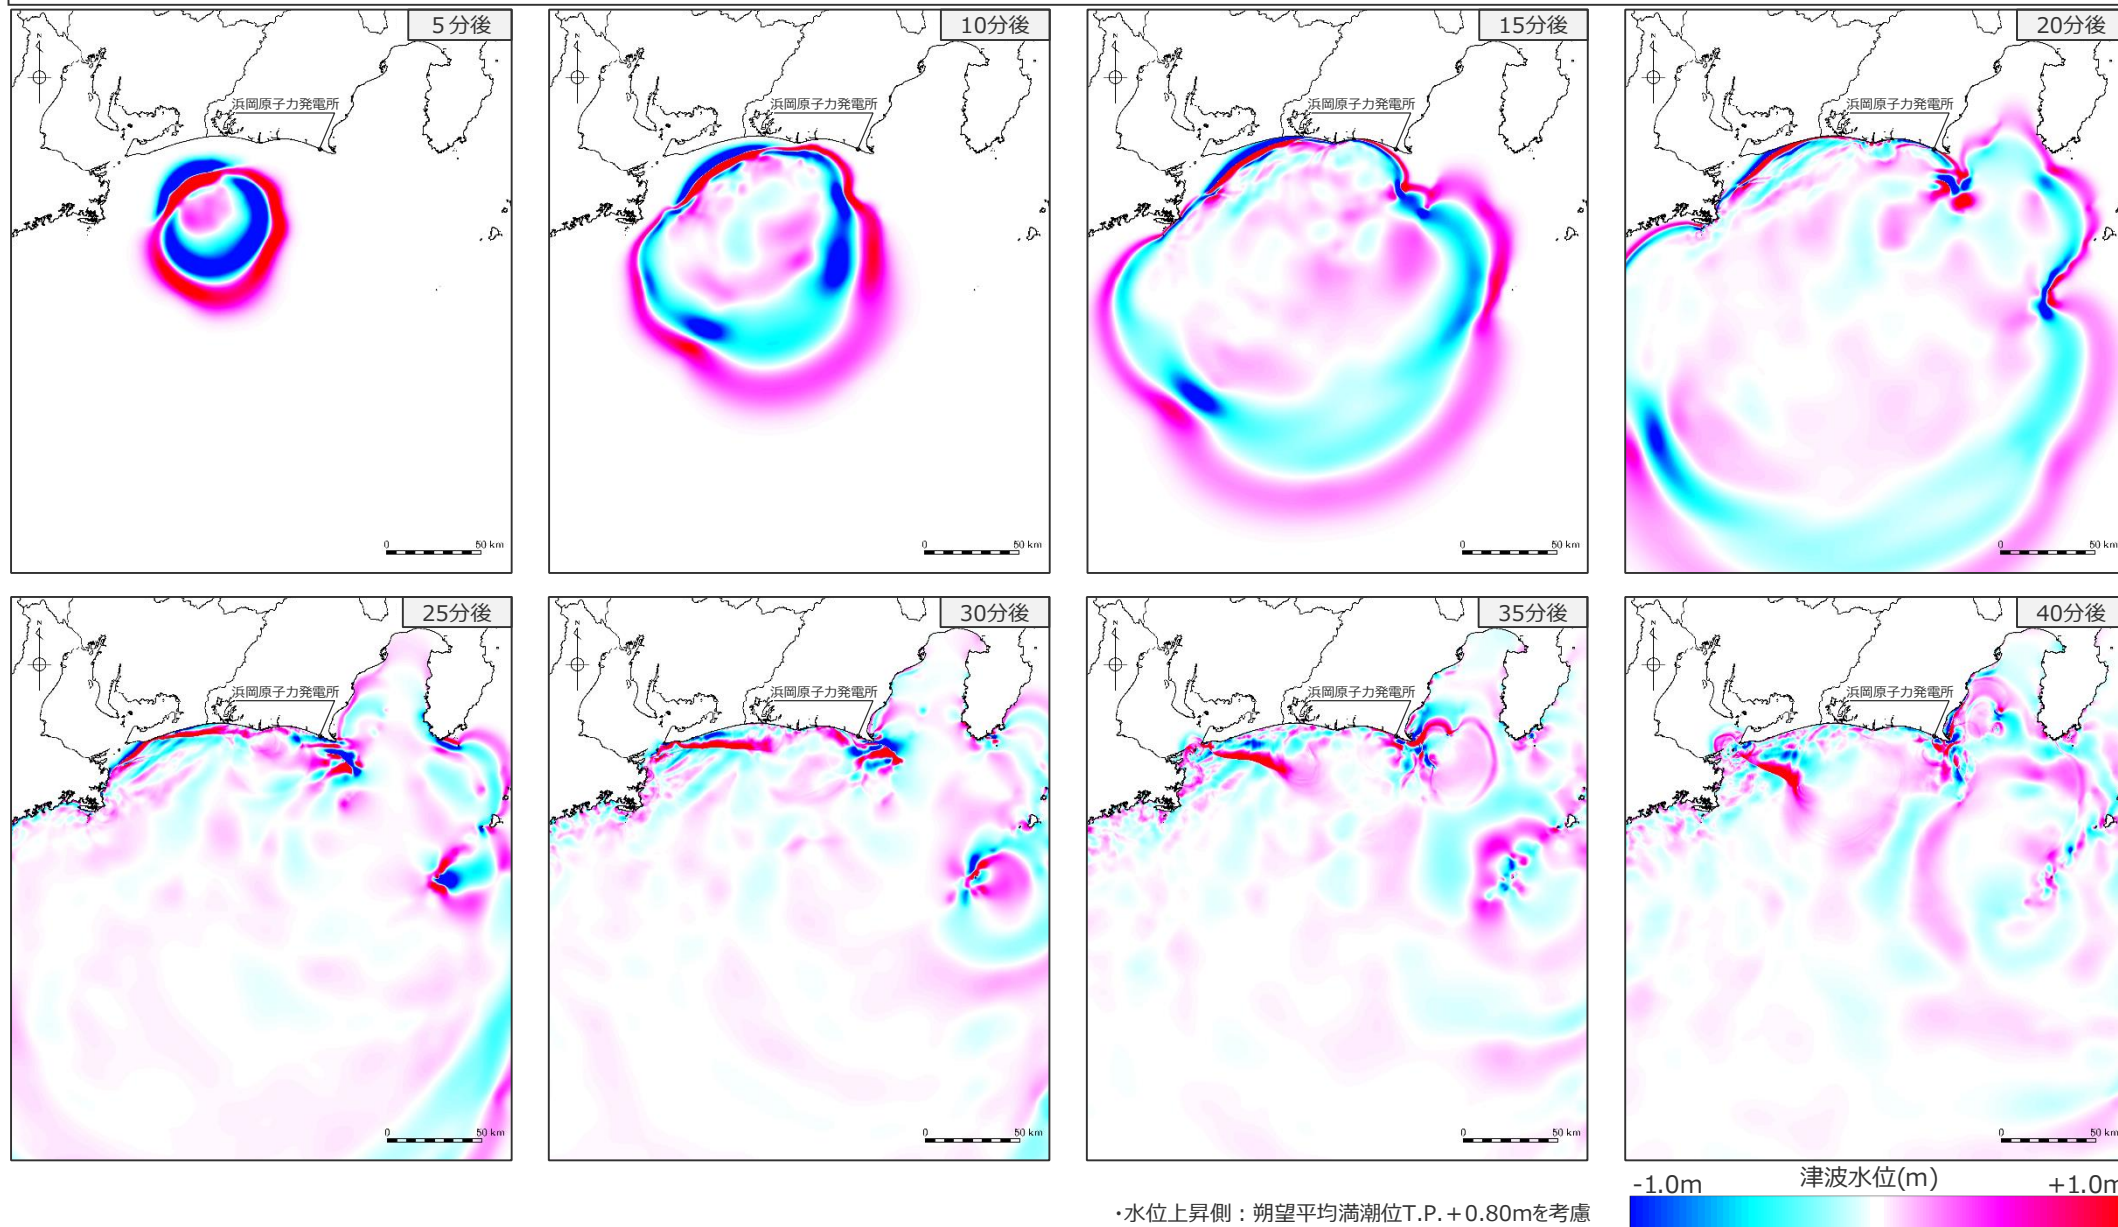 5分後
10分後
15分後
20分後
浜岡原子力発電所
浜岡原子力発電所
浜岡原子力発電所
浜岡原子力発電所
N
N
N
N
0 50 km
0 50 km
0 50 km
0 50 km
25分後
30分後
35分後
40分後
浜岡原子力発電所
浜岡原子力発電所
浜岡原子力発電所
浜岡原子力発電所
N
N
N
N
0 50 km
0 50 km
0 50 km
0 50 km
-1.0m 津波水位(m) +1.0m
・水位上昇側：朔望平均満潮位T.P.+0.80mを考慮